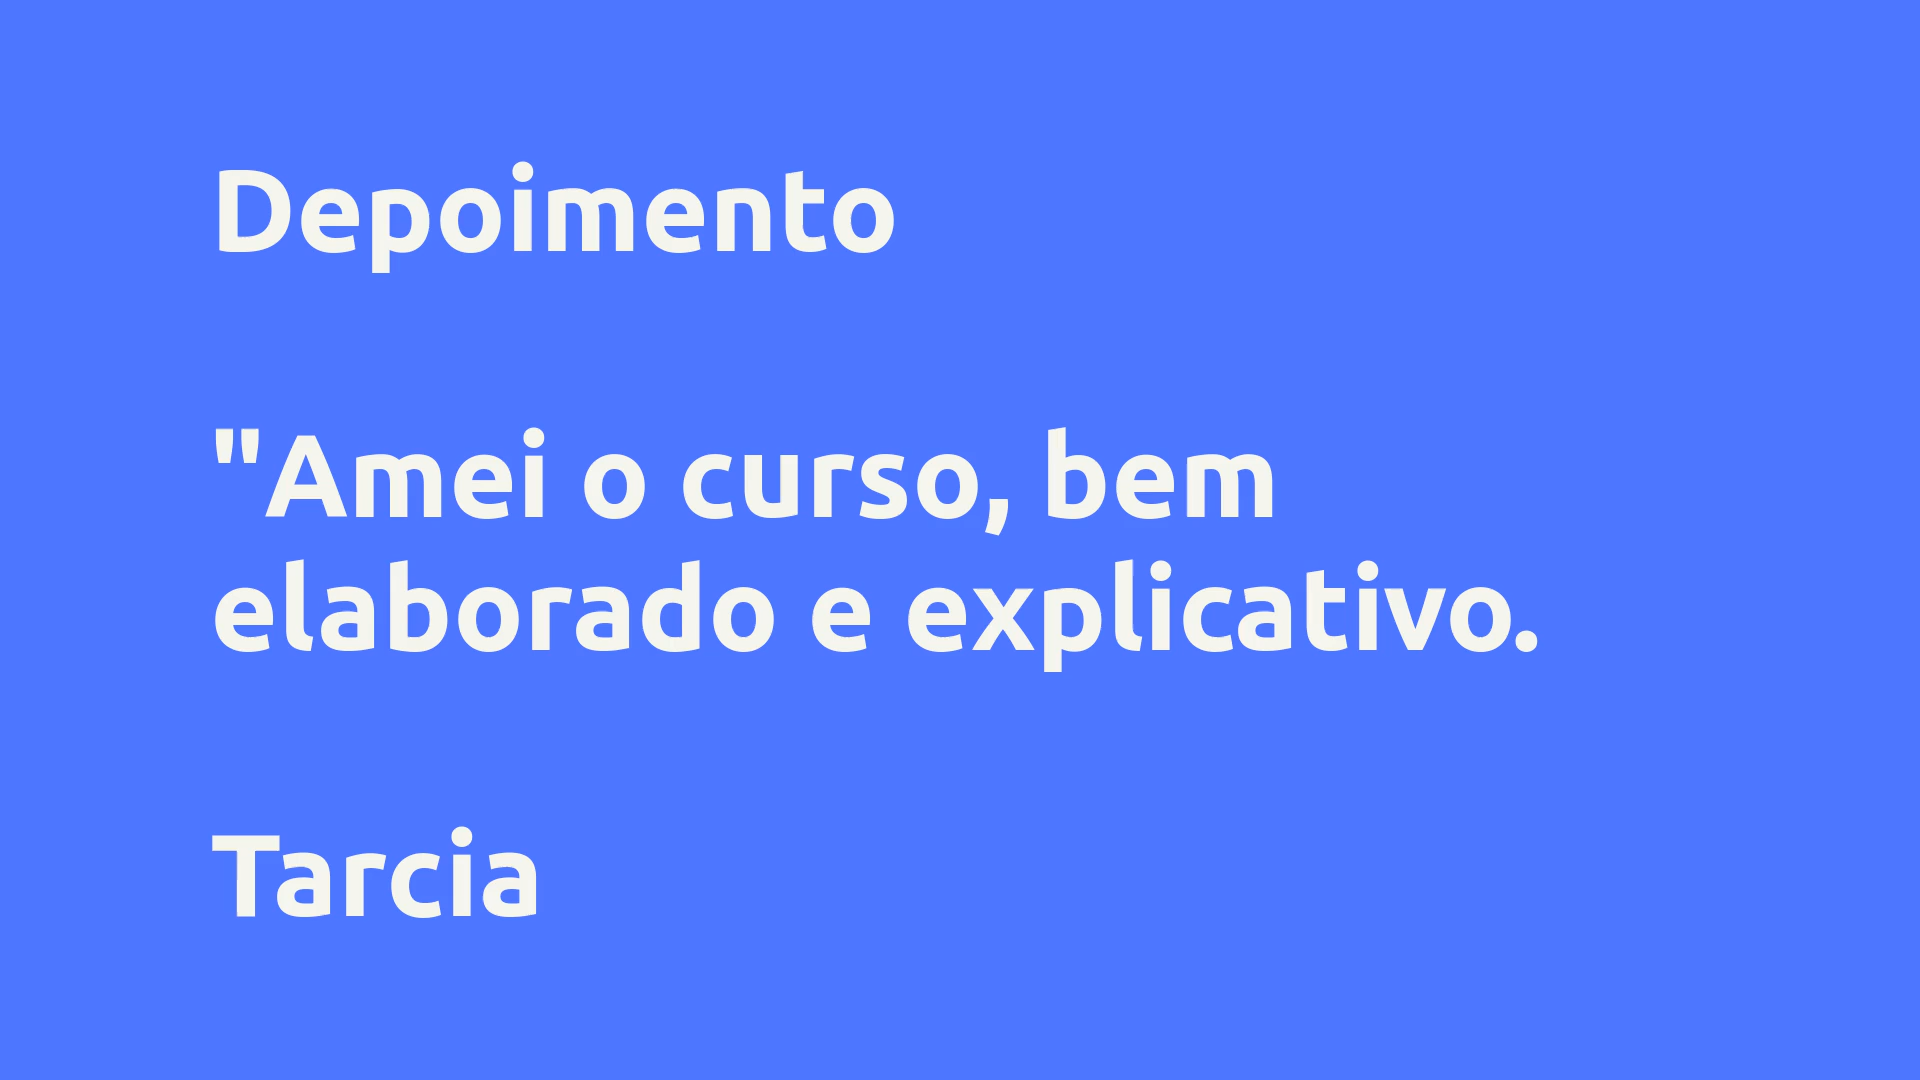 Depoimento
"Amei o curso, bem
elaborado e explicativo.
Tarcia